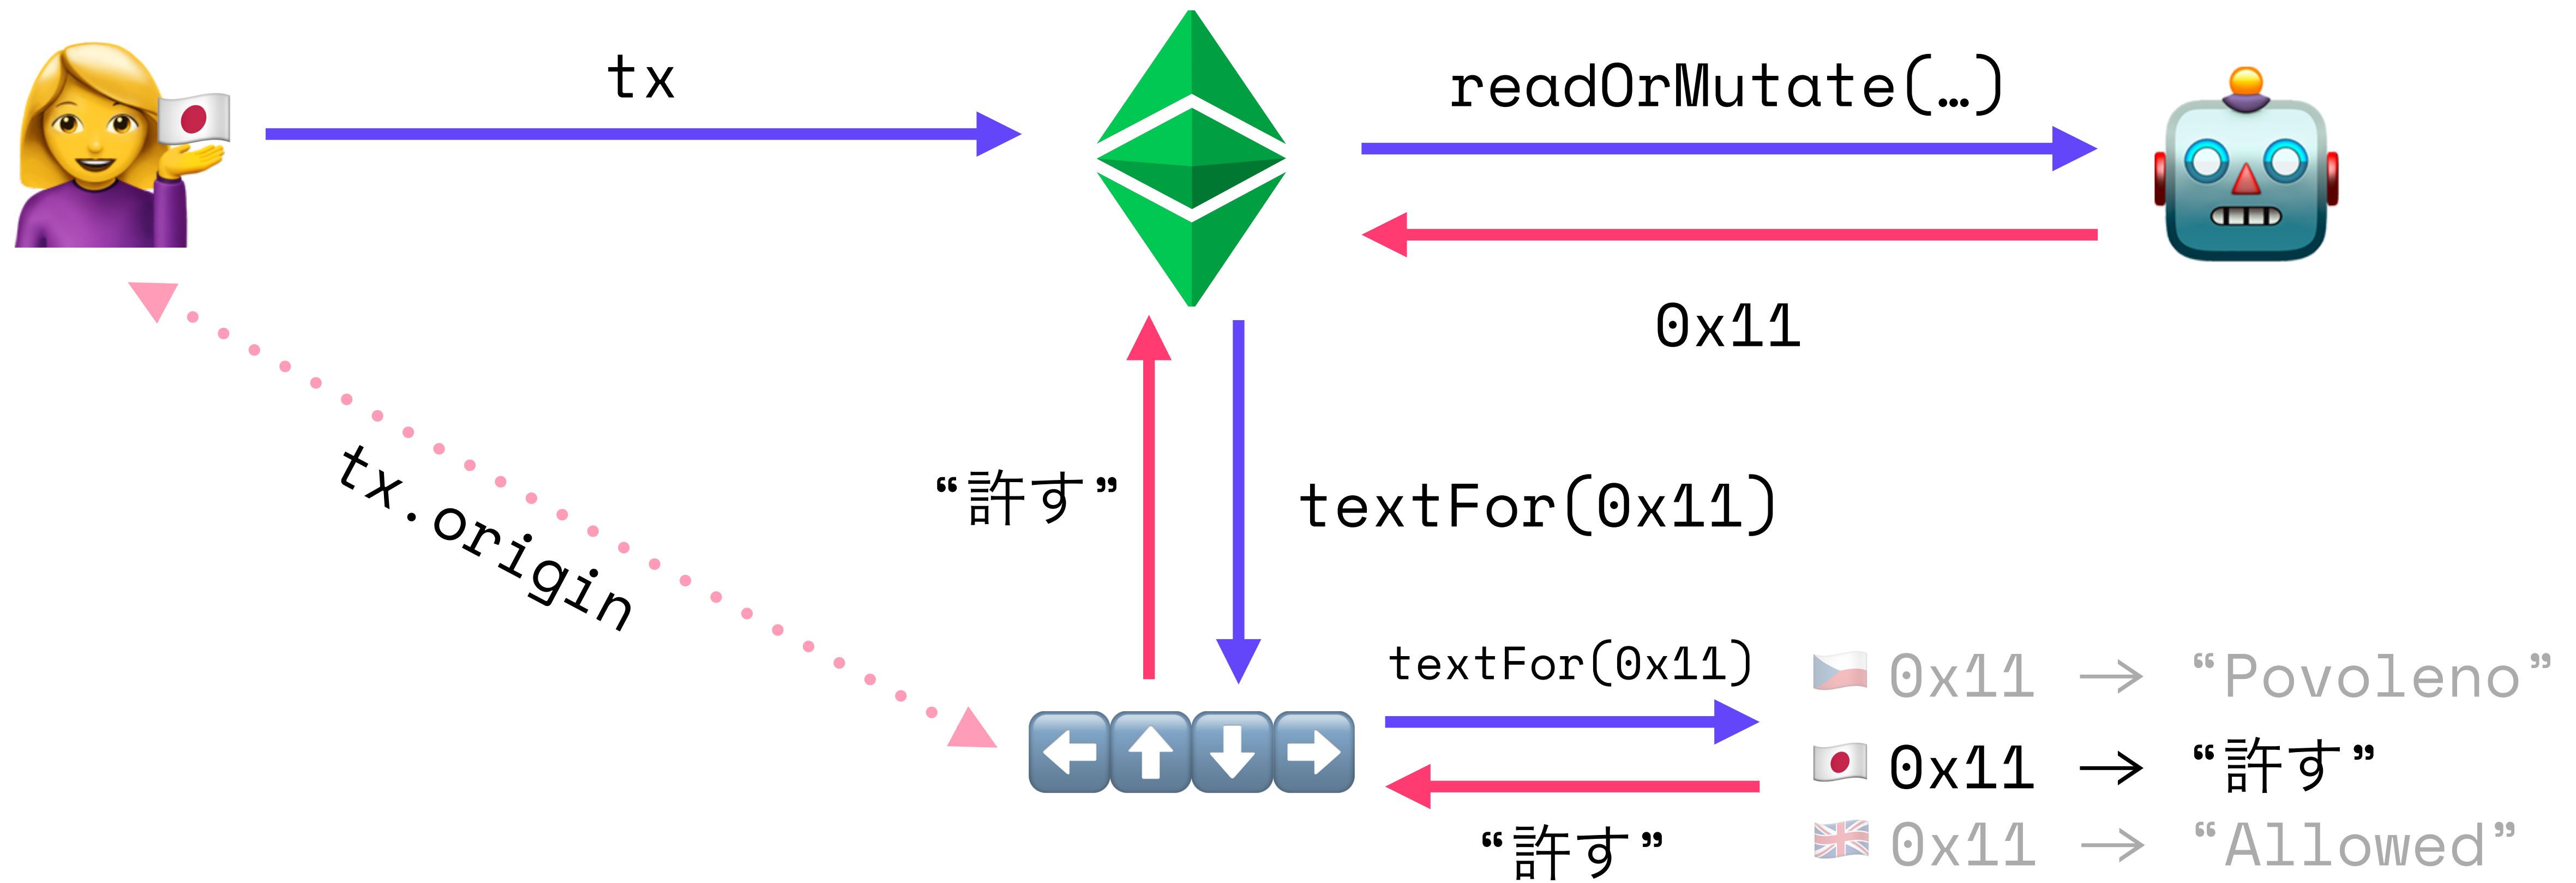 tx
readOrMutate(…)
0x11
tx.origin
“許す”
textFor(0x11)
textFor(0x11)
“許す”
0x11 → “Povoleno”
0x11 → “許す”
0x11 → “Allowed”